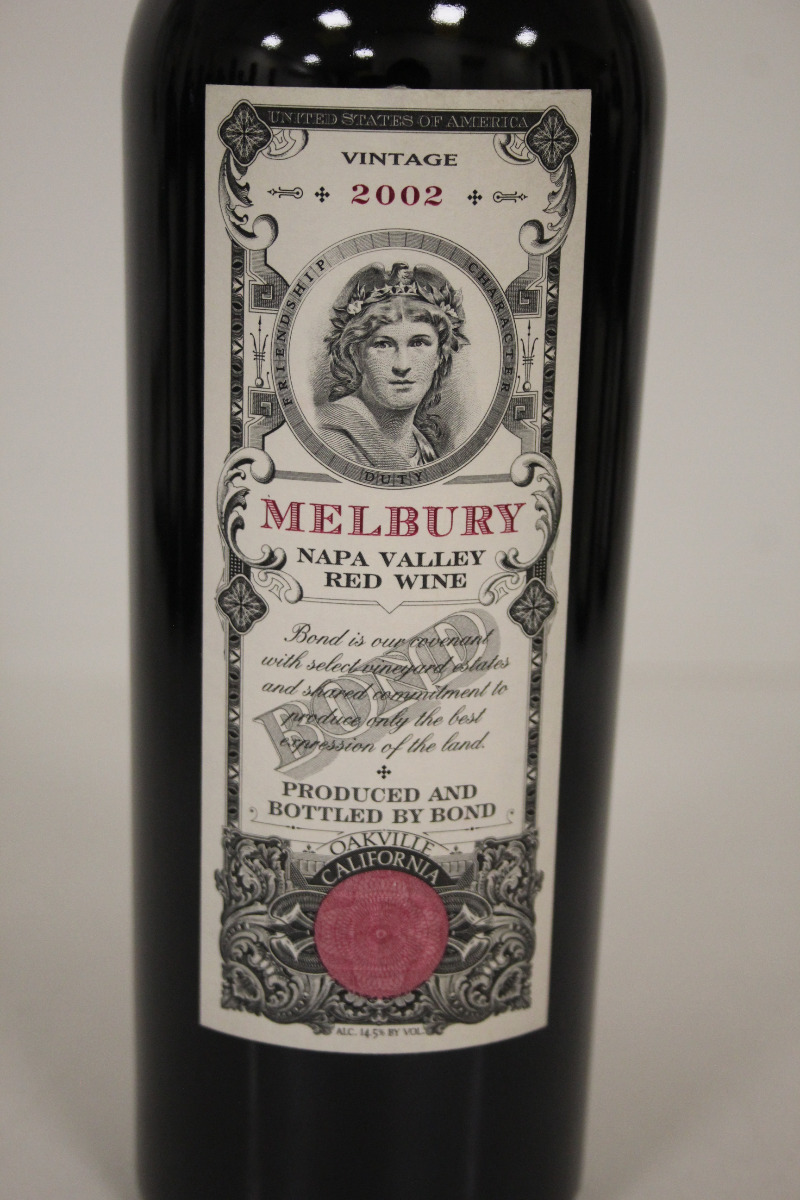 UNITED STATES OF AMERICA
VINTAGE
2002
FRIENDSHIP
CHARACTER
DUTY
MELBURY
NAPA VALLEY
RED WINE
BOND
Bond is our covenant
with select vineyard estates
and shared commitment to
produce only the best
expression of the land.
PRODUCED AND
BOTTLED BY BOND
OAKVILLE
CALIFORNIA
ALC. 14.5% BY VOL.